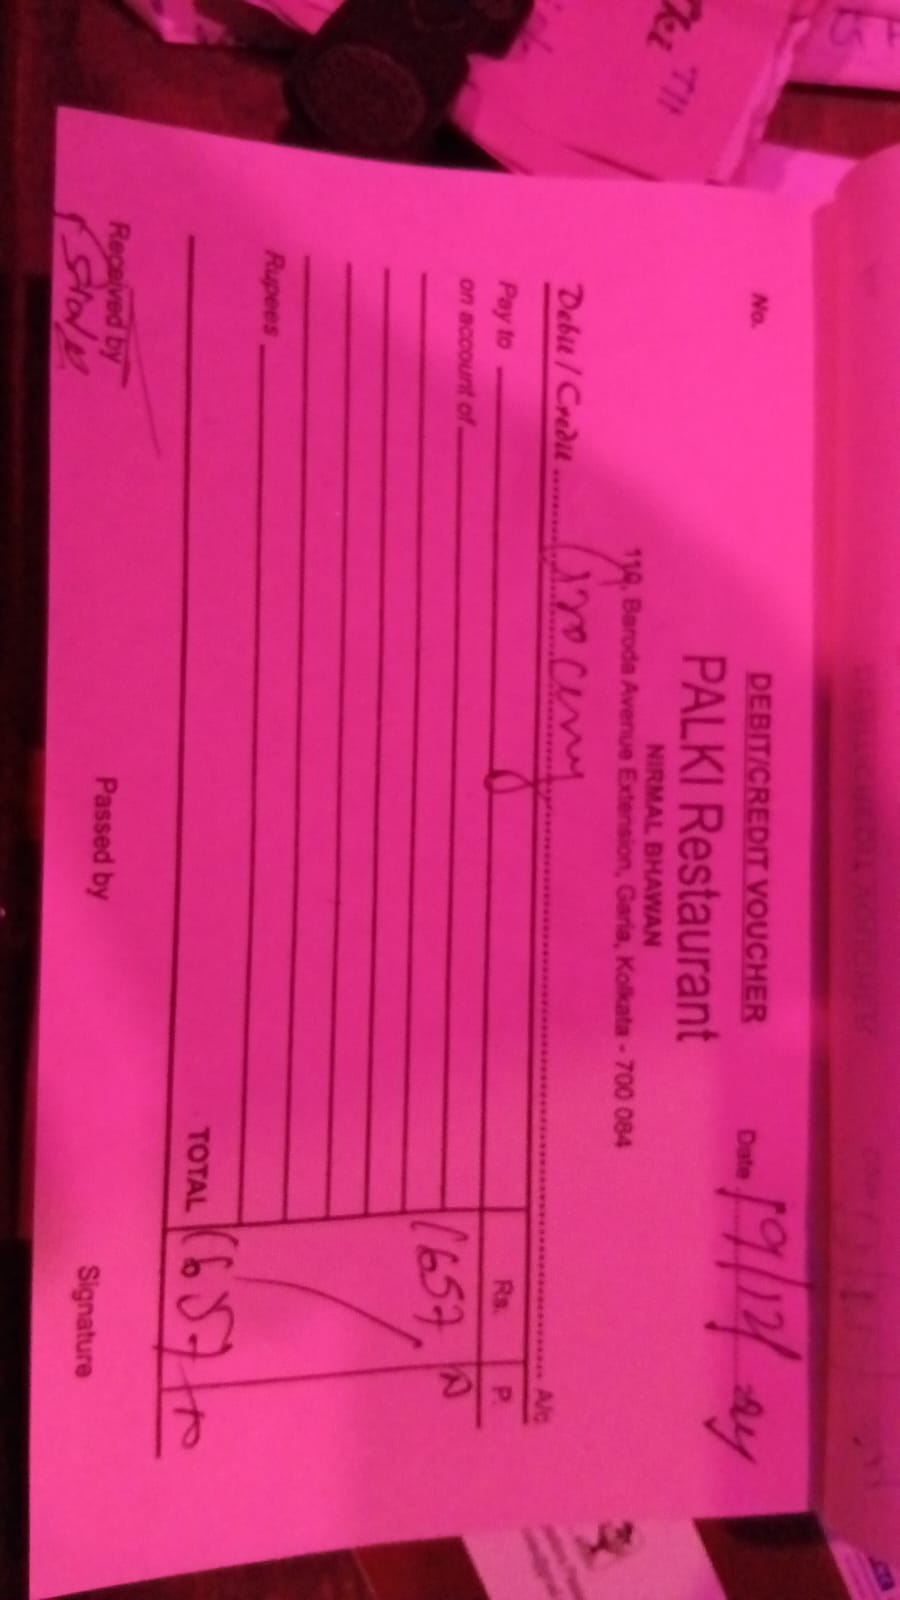 DEBIT/CREDIT VOUCHER
No.
Date 19/12/24
PALKI Restaurant
NIRMAL BHAWAN
119, Baroda Avenue Extension, Garia, Kolkata - 700 084
Debit / Credit Grocery A/c
Pay to Rs. P.
on account of
1657,
Rupees
TOTAL 1657
Received by Passed by Signature